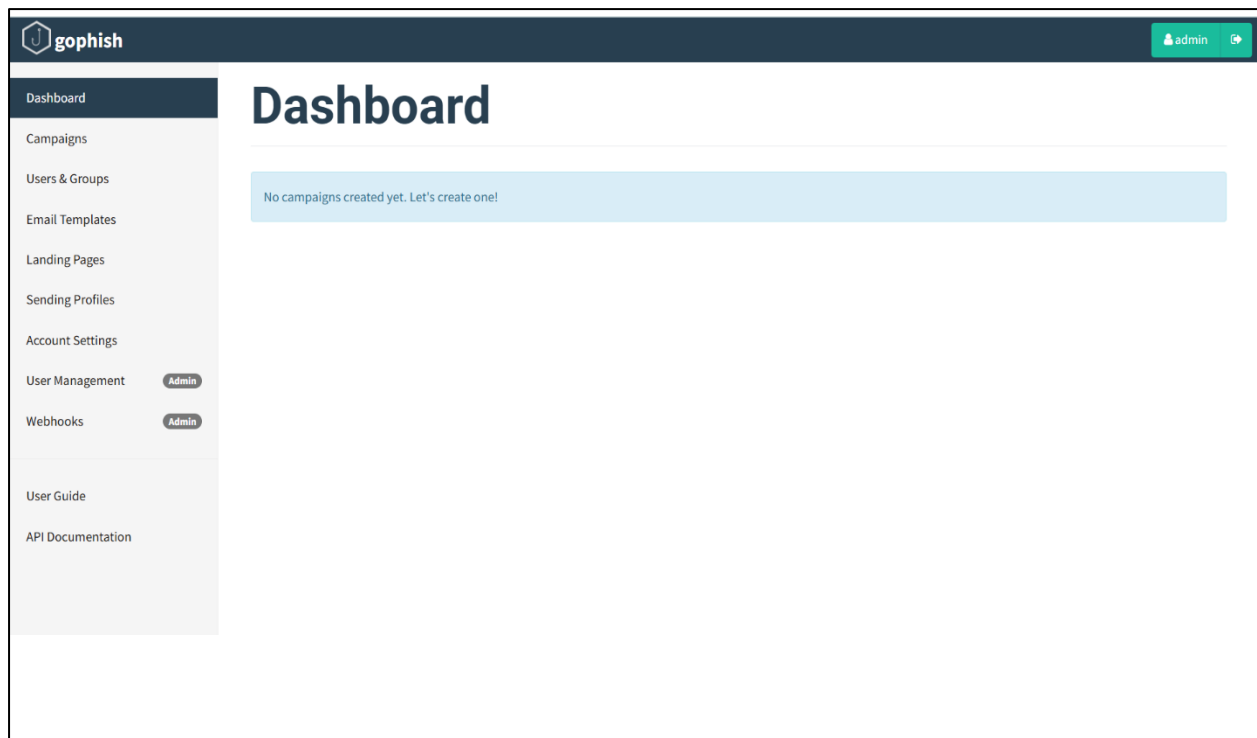 gophish
admin
Dashboard
Campaigns
Users & Groups
Email Templates
Landing Pages
Sending Profiles
Account Settings
User Management Admin
Webhooks Admin
User Guide
API Documentation
Dashboard
No campaigns created yet. Let's create one!